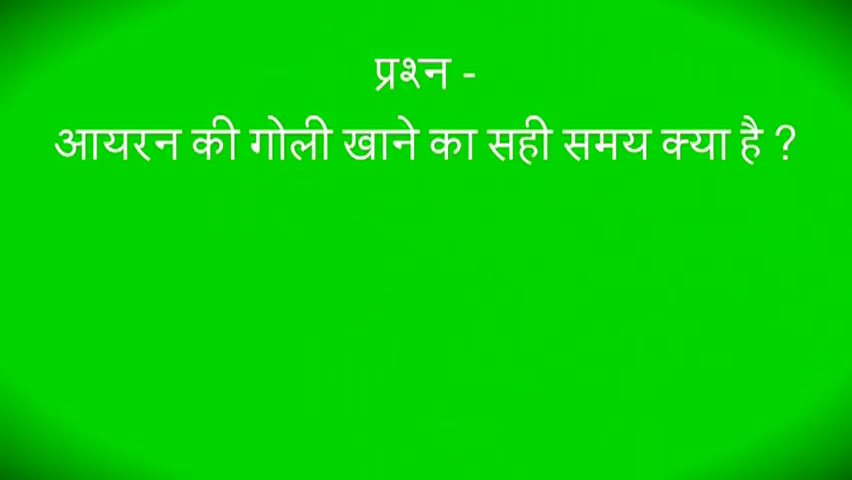 प्रश्न -
आयरन की गोली खाने का सही समय क्या है ?